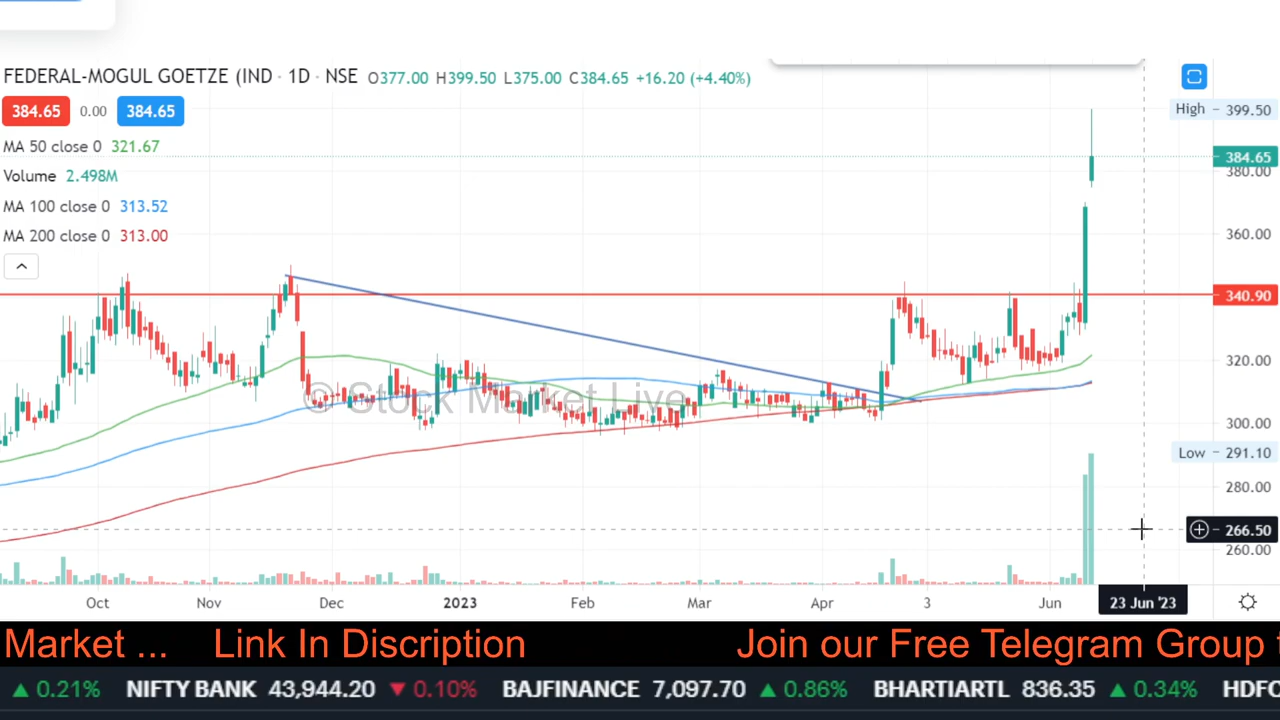 FEDERAL-MOGUL GOETZE (IND · 1D · NSE O377.00 H399.50 L375.00 C384.65 +16.20 (+4.40%)
384.65 0.00 384.65
MA 50 close 0 321.67
Volume 2.498M
MA 100 close 0 313.52
MA 200 close 0 313.00
High 399.50
384.65
380.00
360.00
340.90
320.00
© Stock Market Live
300.00
Low 291.10
280.00
266.50
260.00
Oct Nov Dec 2023 Feb Mar Apr 3 Jun 23 Jun '23
Market ... Link In Discription Join our Free Telegram Group
▲ 0.21% NIFTY BANK 43,944.20 ▼ 0.10% BAJFINANCE 7,097.70 ▲ 0.86% BHARTIARTL 836.35 ▲ 0.34% HDFC